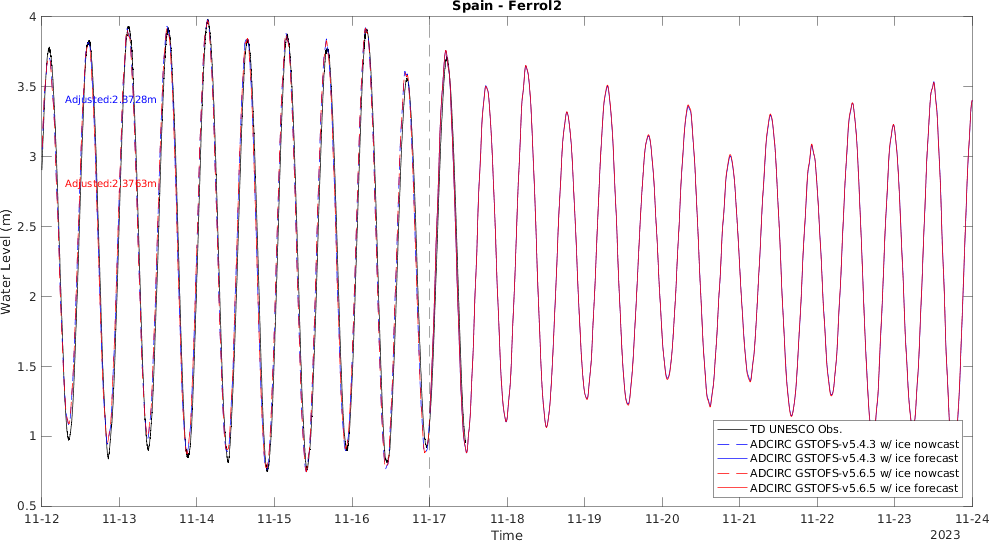 Spain - Ferrol2
4
3.5
3
2.5
2
1.5
1
0.5
Water Level (m)
Adjusted:2.3728m
Adjusted:2.3763m
TD UNESCO Obs.
ADCIRC GSTOFS-v5.4.3 w/ ice nowcast
ADCIRC GSTOFS-v5.4.3 w/ ice forecast
ADCIRC GSTOFS-v5.6.5 w/ ice nowcast
ADCIRC GSTOFS-v5.6.5 w/ ice forecast
11-12 11-13 11-14 11-15 11-16 11-17 11-18 11-19 11-20 11-21 11-22 11-23 11-24
Time
2023